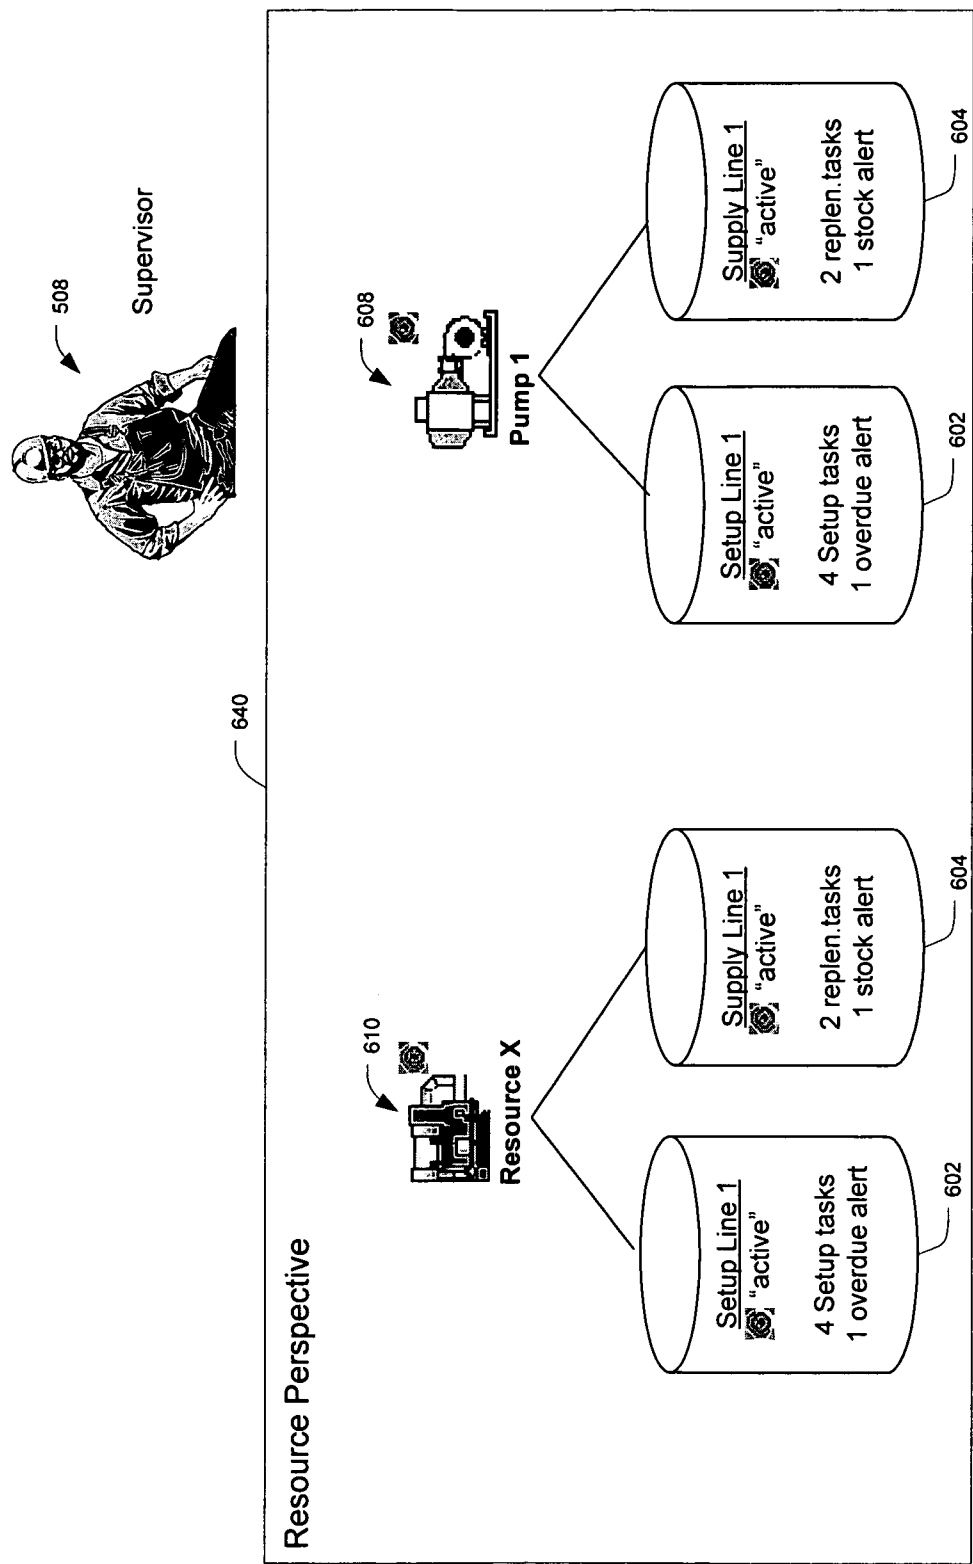 508
Supervisor
640
Resource Perspective
610
Resource X
608
Pump 1
Setup Line 1
“active”
4 Setup tasks
1 overdue alert
602
Supply Line 1
“active”
2 replen.tasks
1 stock alert
604
Setup Line 1
“active”
4 Setup tasks
1 overdue alert
602
Supply Line 1
“active”
2 replen.tasks
1 stock alert
604